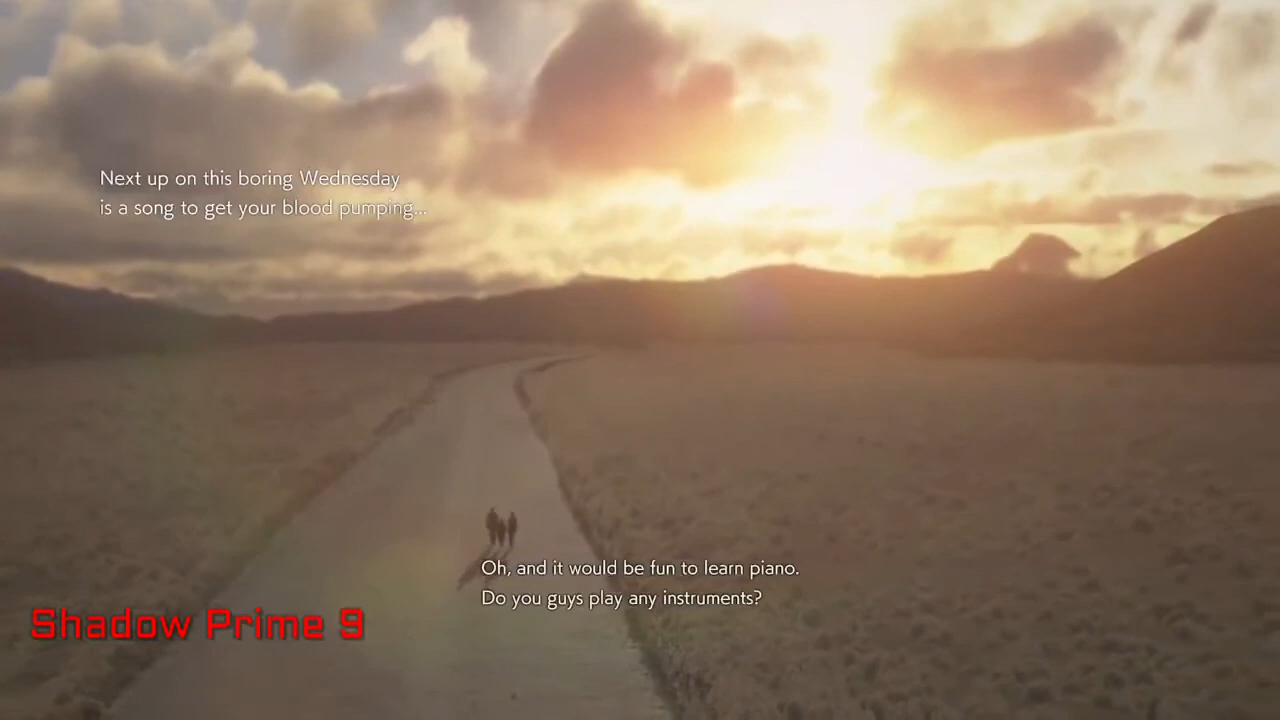 Next up on this boring Wednesday
is a song to get your blood pumping...
Oh, and it would be fun to learn piano.
Do you guys play any instruments?
Shadow Prime 9